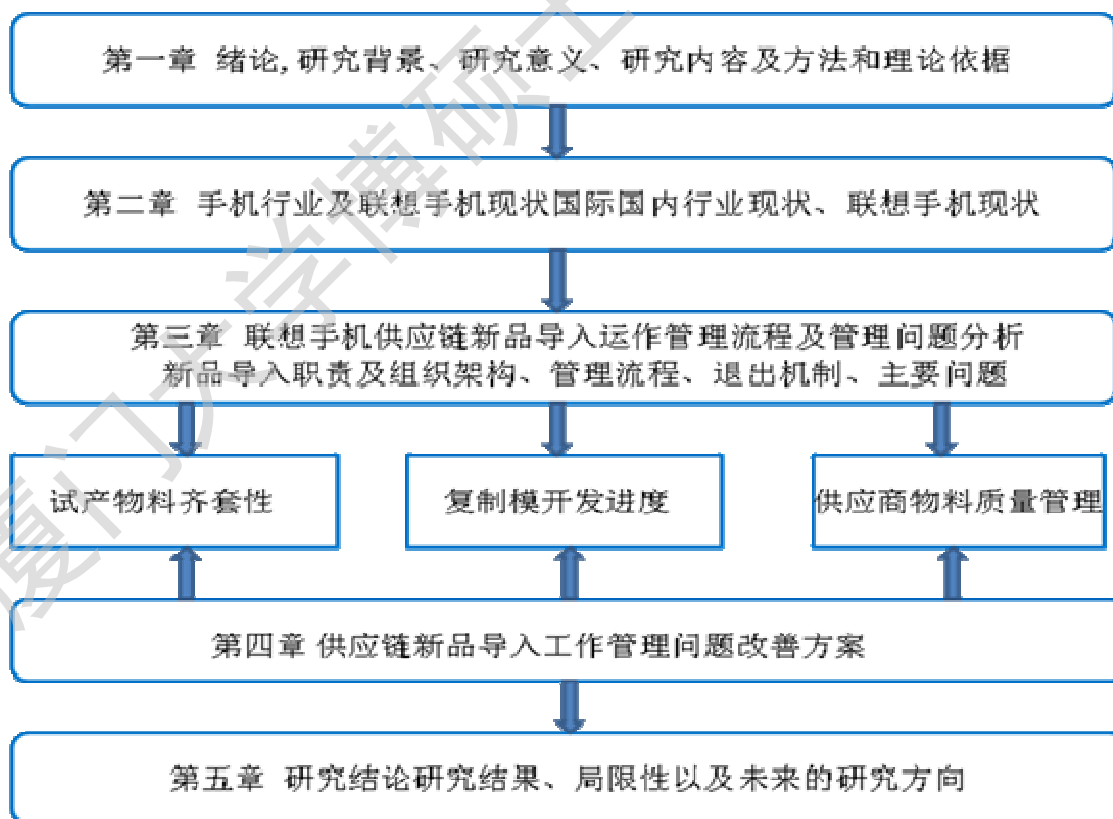 第一章 绪论,研究背景、研究意义、研究内容及方法和理论依据
第二章 手机行业及联想手机现状国际国内行业现状、联想手机现状
第三章 联想手机供应链新品导入运作管理流程及管理问题分析
新品导入职责及组织架构、管理流程、退出机制、主要问题
试产物料齐套性
复制模开发进度
供应商物料质量管理
第四章 供应链新品导入工作管理问题改善方案
第五章 研究结论研究结果、局限性以及未来的研究方向
厦门大学博硕士